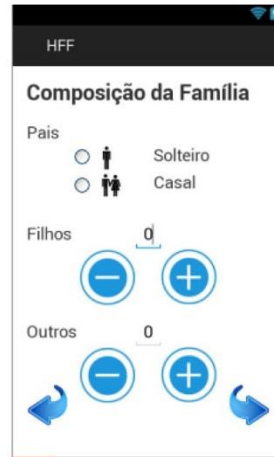 HFF
Composição da Família
Pais
Solteiro
Casal
Filhos 0
Outros 0